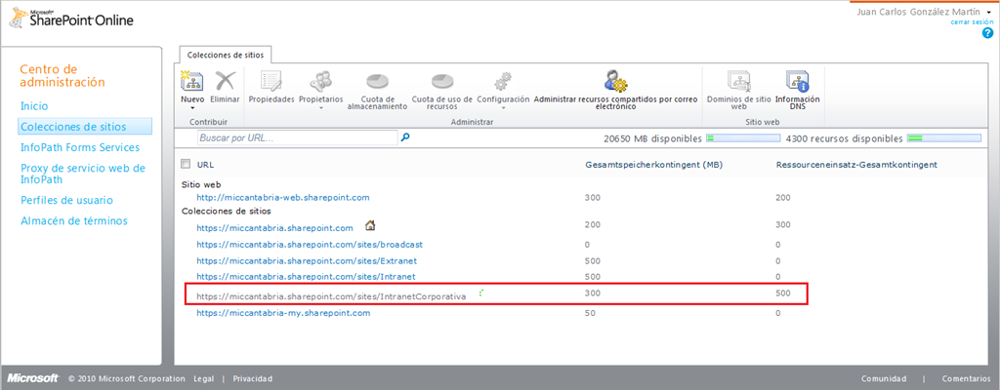 Microsoft®
SharePoint Online
Juan Carlos González Martín
cerrar sesión
Centro de
administración
Inicio
Colecciones de sitios
InfoPath Forms Services
Proxy de servicio web de
InfoPath
Perfiles de usuario
Almacén de términos
Colecciones de sitios
Nuevo
Eliminar
Contribuir
Propiedades
Propietarios
Cuota de
almacenamiento
Cuota de uso de
recursos
Configuración
Administrar recursos compartidos por correo
electrónico
Administrar
Dominios de sitio
web
Información
DNS
Sitio web
Buscar por URL...
20650 MB disponibles
4300 recursos disponibles
URL Gesamtspeicherkontingent (MB) Ressourceneinsatz-Gesamtkontingent
Sitio web
http://miccantabria-web.sharepoint.com 300 200
Colecciones de sitios
https://miccantabria.sharepoint.com 200 300
https://miccantabria.sharepoint.com/sites/broadcast 0 0
https://miccantabria.sharepoint.com/sites/Extranet 500 0
https://miccantabria.sharepoint.com/sites/Intranet 500 0
https://miccantabria.sharepoint.com/sites/IntranetCorporativa 300 500
https://miccantabria-my.sharepoint.com 50 0
Microsoft © 2010 Microsoft Corporation Legal | Privacidad Comunidad | Comentarios